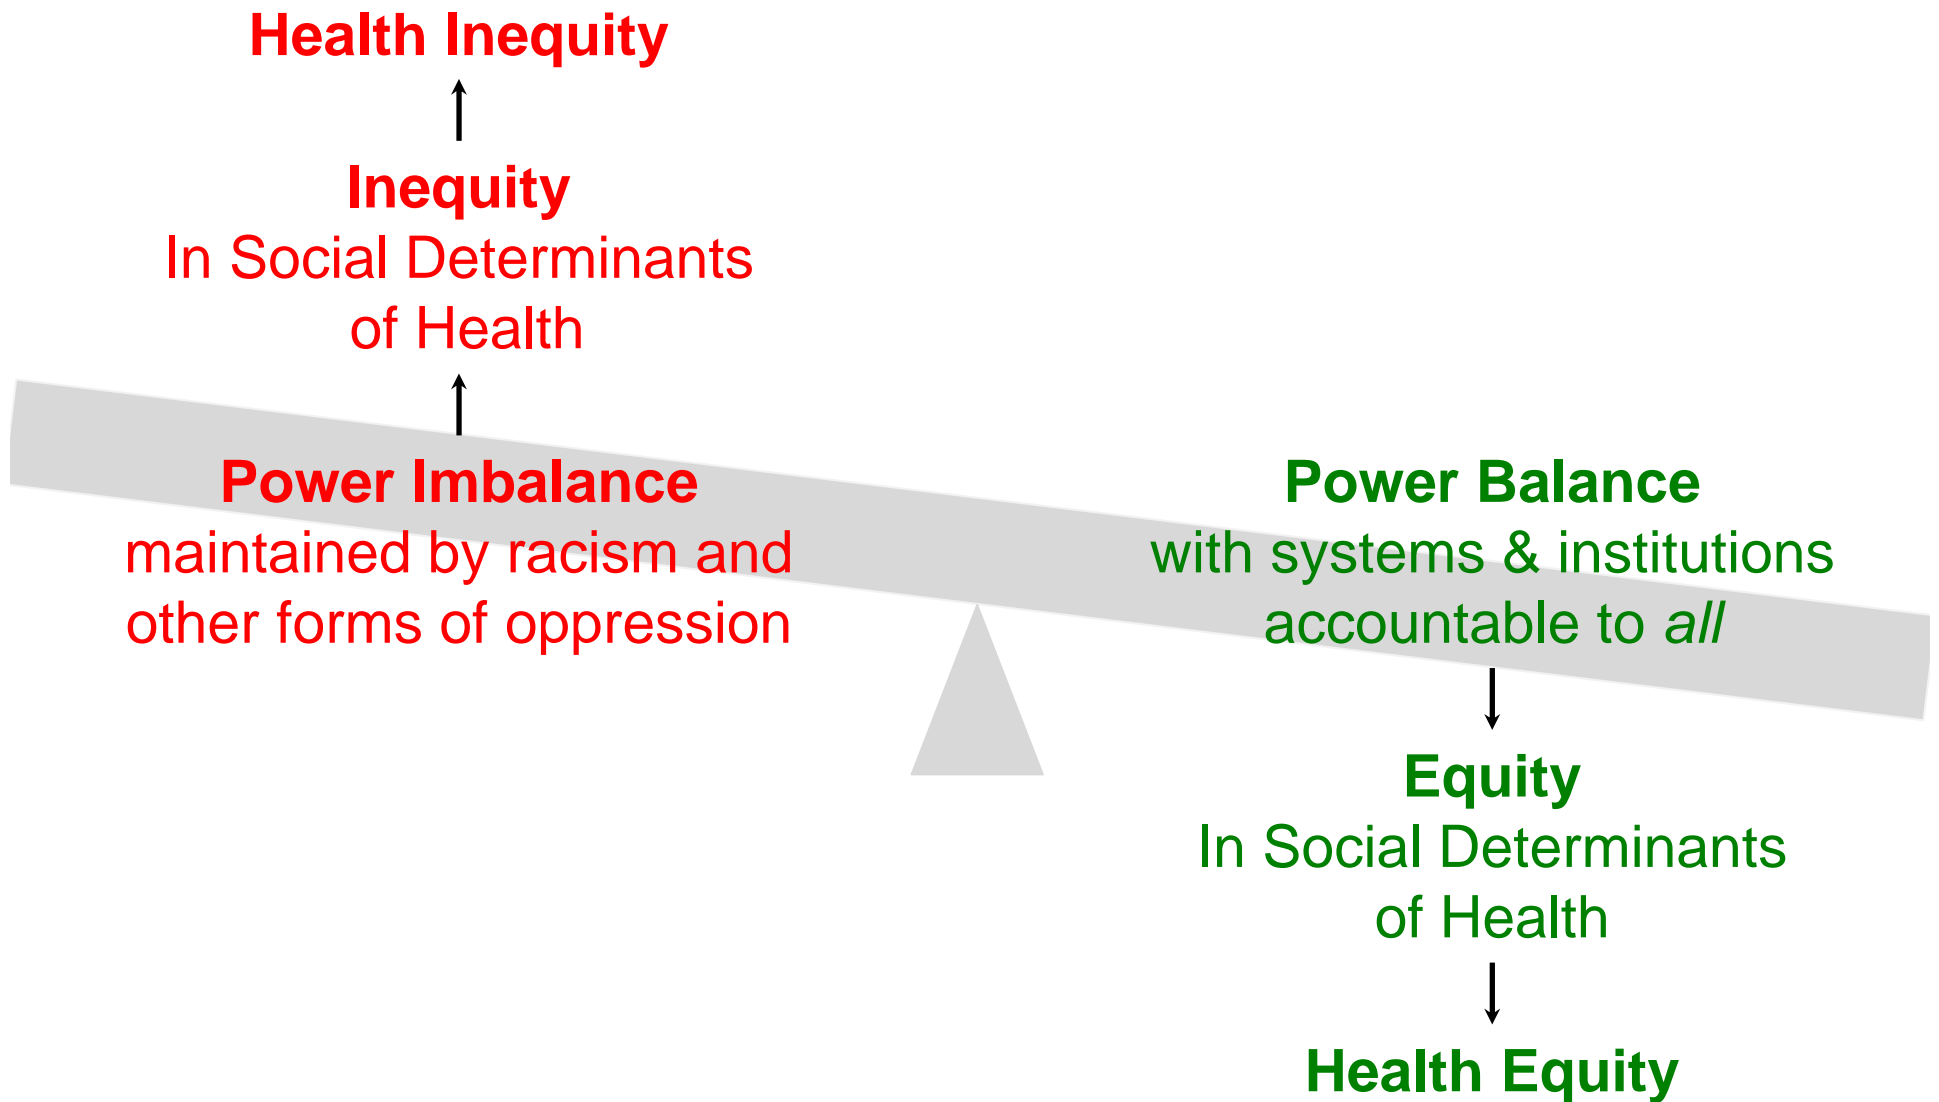 Health Inequity
Inequity
In Social Determinants
of Health
Power Imbalance
maintained by racism and
other forms of oppression
Power Balance
with systems & institutions
accountable to all
Equity
In Social Determinants
of Health
Health Equity